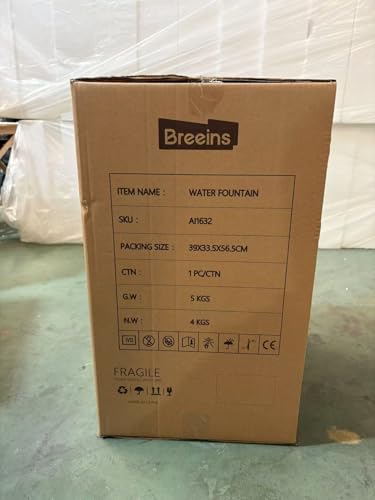 Breeins
ITEM NAME : WATER FOUNTAIN
SKU : AI1632
PACKING SIZE : 39X33.5X56.5CM
CTN : 1 PC/CTN
G.W : 5 KGS
N.W : 4 KGS
CE
FRAGILE